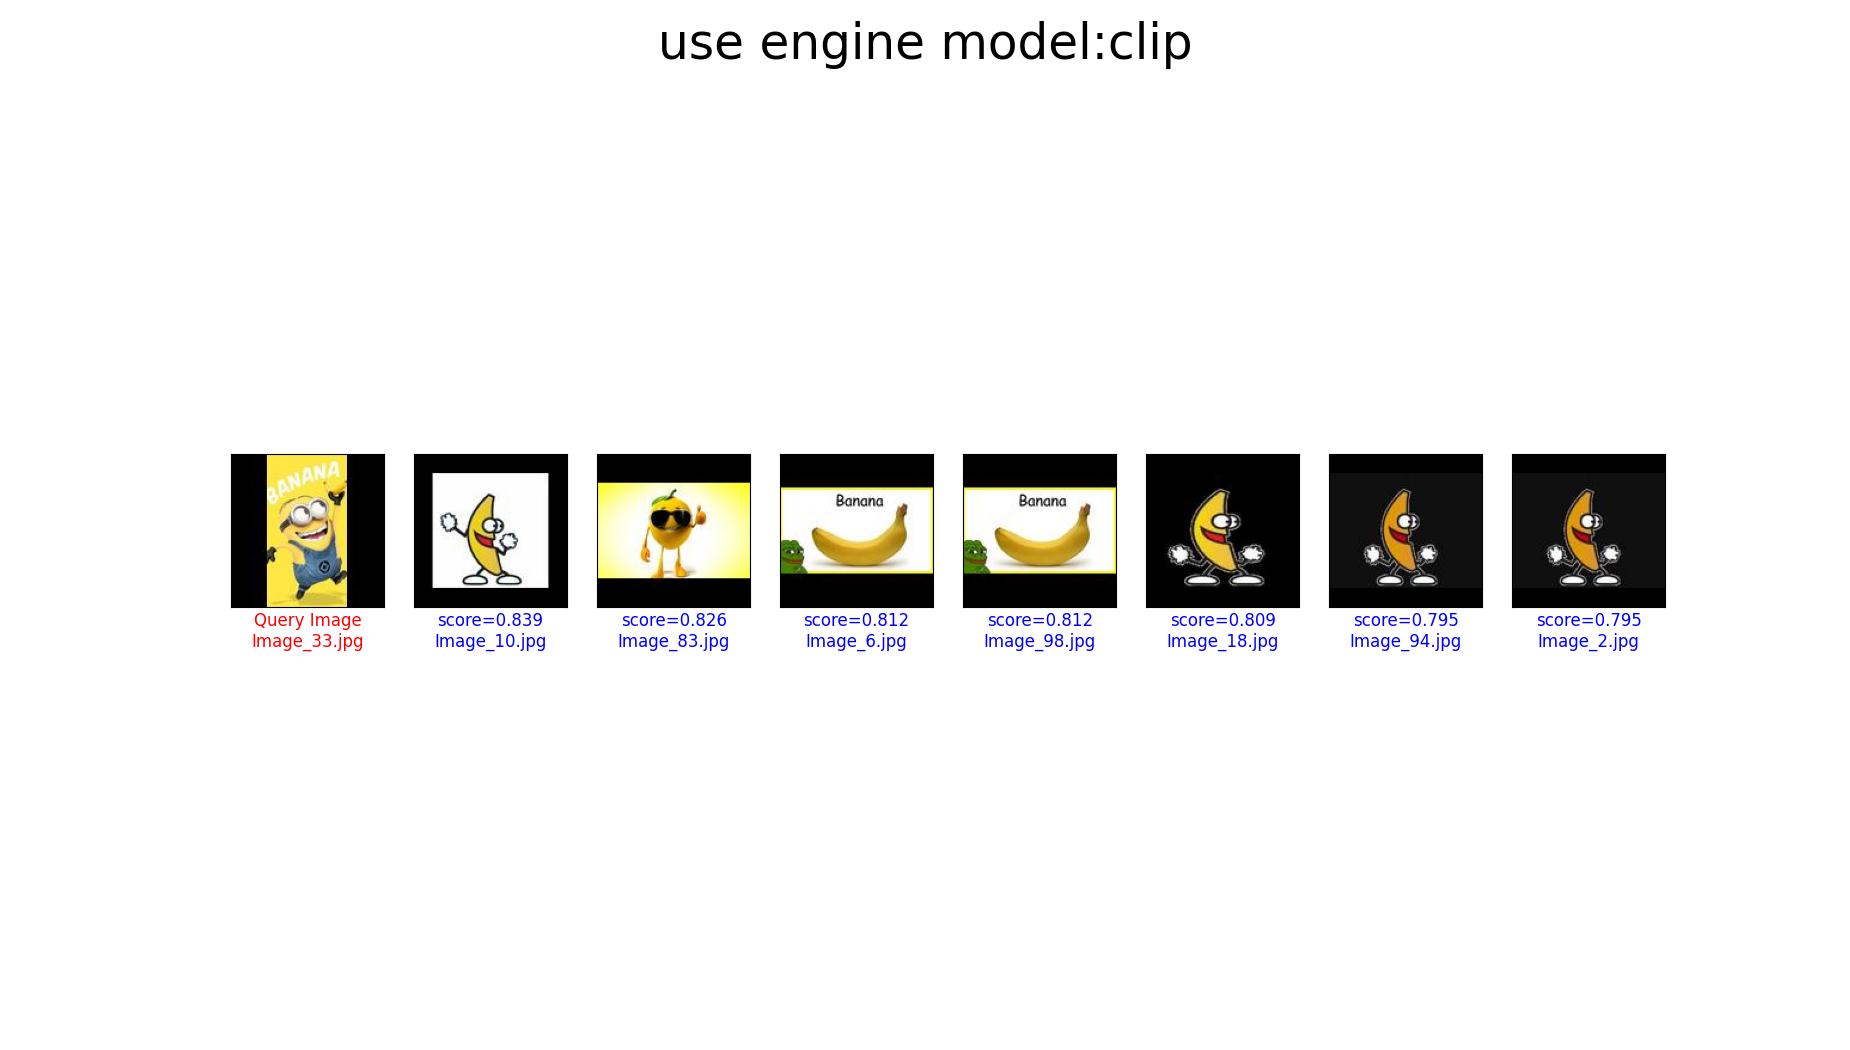 use engine model:clip
BANANA
Banana
Banana
Query Image
Image_33.jpg
score=0.839
Image_10.jpg
score=0.826
Image_83.jpg
score=0.812
Image_6.jpg
score=0.812
Image_98.jpg
score=0.809
Image_18.jpg
score=0.795
Image_94.jpg
score=0.795
Image_2.jpg